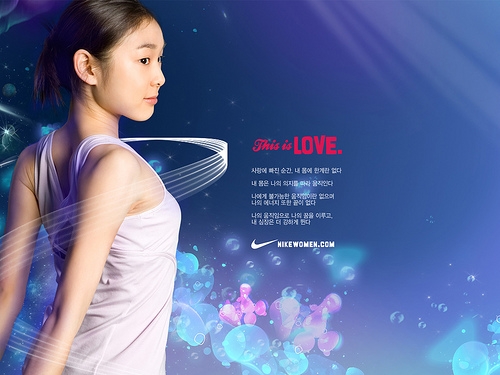 This is LOVE.
사랑에 빠진 순간, 내 몸에 한계란 없다
내 몸은 나의 의지를 따라 움직인다
나에게 불가능한 움직임이란 없으며
나의 에너지 또한 끝이 없다
나의 움직임으로 나의 꿈을 이루고,
내 심장은 더 강하게 뛴다
NIKEWOMEN.COM